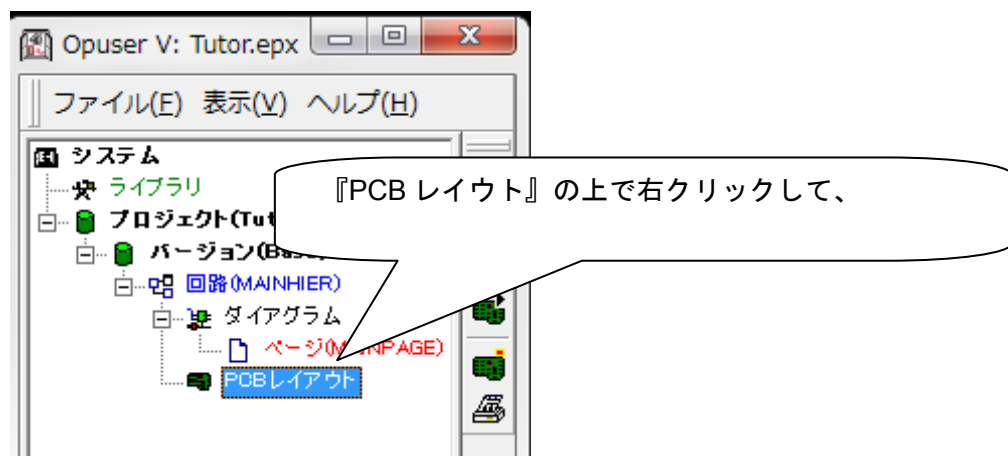 Opuser V: Tutor.epx
ファイル(F) 表示(V) ヘルプ(H)
システム
ライブラリ
『PCB レイウト』の上で右クリックして、
プロジェクト(Tut
バージョン(Base)
回路(MAINHIER)
ダイアグラム
ページ(MAINPAGE)
PCBレイアウト